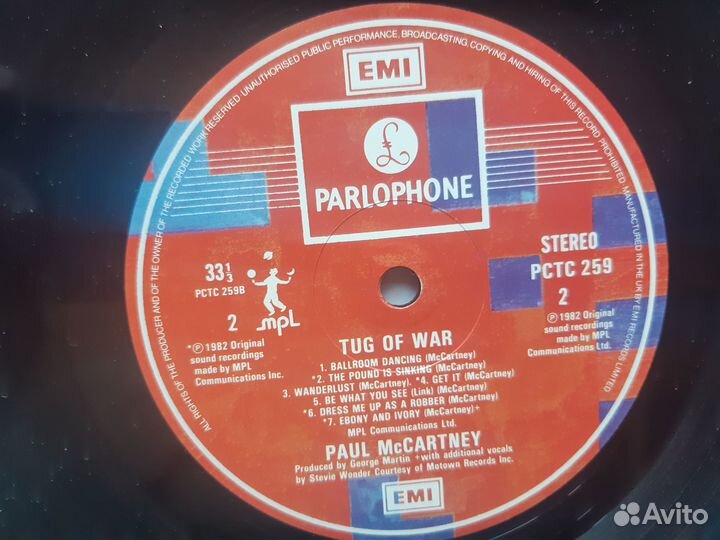 ALL RIGHTS OF THE PRODUCER AND OF THE OWNER OF THE RECORDED WORK RESERVED. UNAUTHORISED PUBLIC PERFORMANCE, BROADCASTING, COPYING AND HIRING OF THIS RECORD PROHIBITED. MANUFACTURED IN THE UK BY EMI RECORDS LIMITED
EMI
£
PARLOPHONE
33⅓
PCTC 259B
2
mpL
STEREO
PCTC 259
2
*℗ 1982 Original
sound recordings
made by MPL
Communications Inc.
℗ 1982 Original
sound recordings
made by MPL
Communications Ltd.
TUG OF WAR
1. BALLROOM DANCING (McCartney)
*2. THE POUND IS SINKING (McCartney)
3. WANDERLUST (McCartney). *4. GET IT (McCartney)
5. BE WHAT YOU SEE (Link) (McCartney)
*6. DRESS ME UP AS A ROBBER (McCartney)
*7. EBONY AND IVORY (McCartney)+
MPL Communications Ltd.
PAUL McCARTNEY
Produced by George Martin +with additional vocals
by Stevie Wonder Courtesy of Motown Records Inc.
EMI
Avito